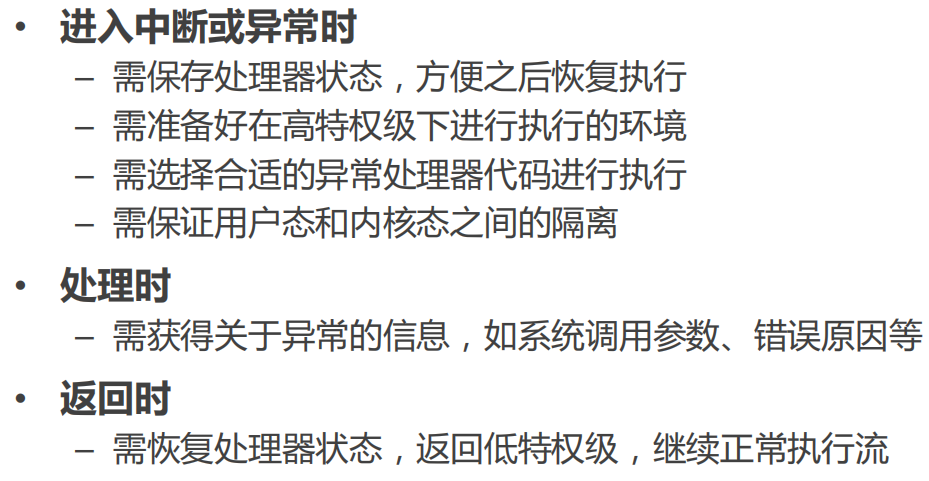 • 进入中断或异常时
– 需保存处理器状态，方便之后恢复执行
– 需准备好在高特权级下进行执行的环境
– 需选择合适的异常处理器代码进行执行
– 需保证用户态和内核态之间的隔离
• 处理时
– 需获得关于异常的信息，如系统调用参数、错误原因等
• 返回时
– 需恢复处理器状态，返回低特权级，继续正常执行流